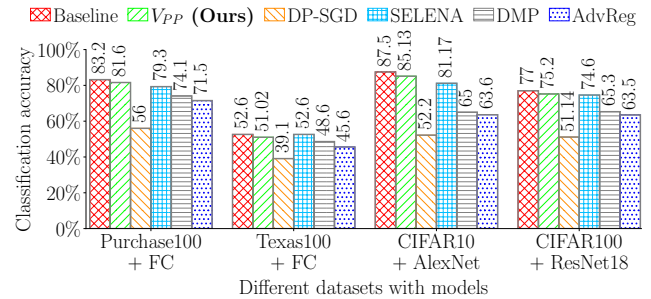 Baseline V_PP (Ours) DP-SGD SELENA DMP AdvReg
Classification accuracy
100%
80%
60%
40%
20%
0%
83.2 81.6 56 79.3 74.1 71.5
52.6 51.02 39.1 52.6 48.6 45.6
87.5 85.13 52.2 81.17 65 63.6
77 75.2 51.14 74.6 65.3 63.5
Purchase100 Texas100 CIFAR10 CIFAR100
+ FC + FC + AlexNet + ResNet18
Different datasets with models